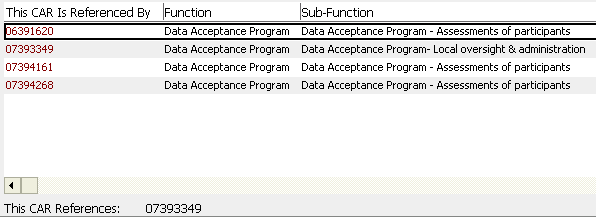 This CAR Is Referenced By Function Sub-Function
06391620 Data Acceptance Program Data Acceptance Program - Assessments of participants
07393349 Data Acceptance Program Data Acceptance Program- Local oversight & administration
07394161 Data Acceptance Program Data Acceptance Program - Assessments of participants
07394268 Data Acceptance Program Data Acceptance Program - Assessments of participants
This CAR References: 07393349